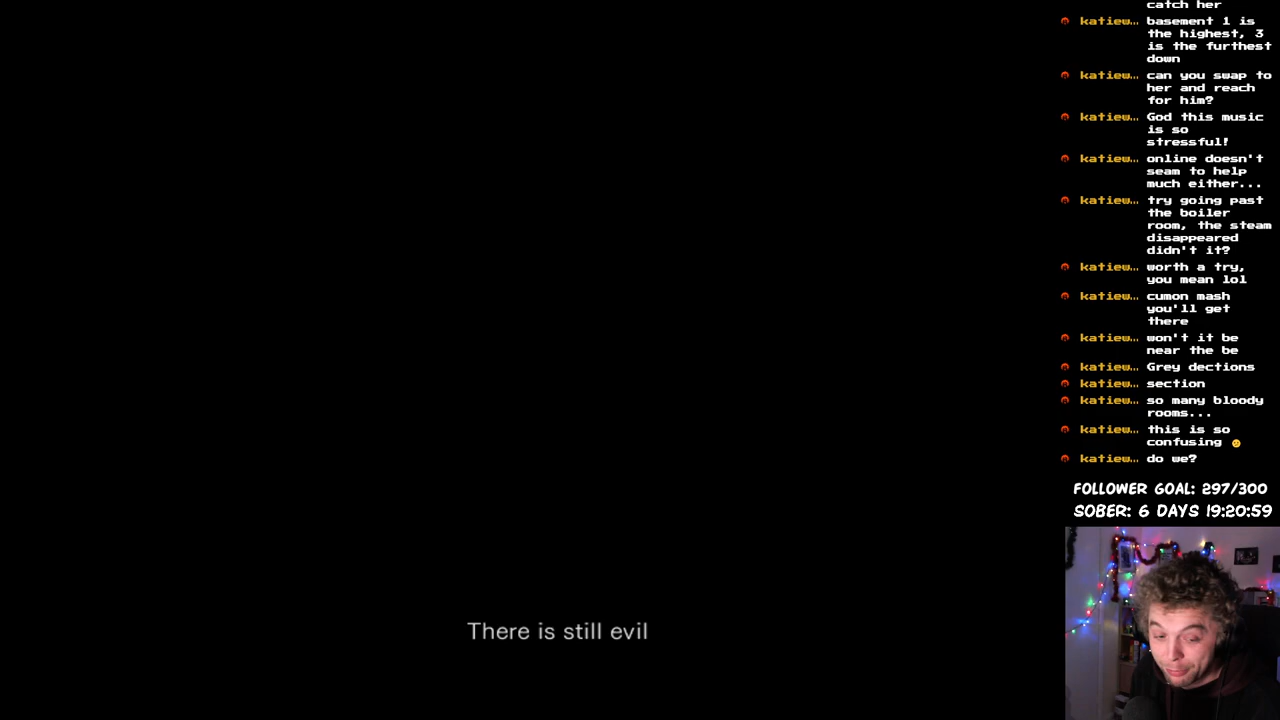 catch her
katiew… basement 1 is
the highest, 3
is the furthest
down
katiew… can you swap to
her and reach
for him?
katiew… God this music
is so
stressful!
katiew… online doesn't
seam to help
much either...
katiew… try going past
the boiler
room, the steam
disappeared
didn't it?
katiew… worth a try,
you mean lol
katiew… cumon mash
you'll get
there
katiew… won't it be
near the be
katiew… Grey dections
katiew… section
katiew… so many bloody
rooms...
katiew… this is so
confusing
katiew… do we?
FOLLOWER GOAL: 297/300
SOBER: 6 DAYS 19:20:59
There is still evil